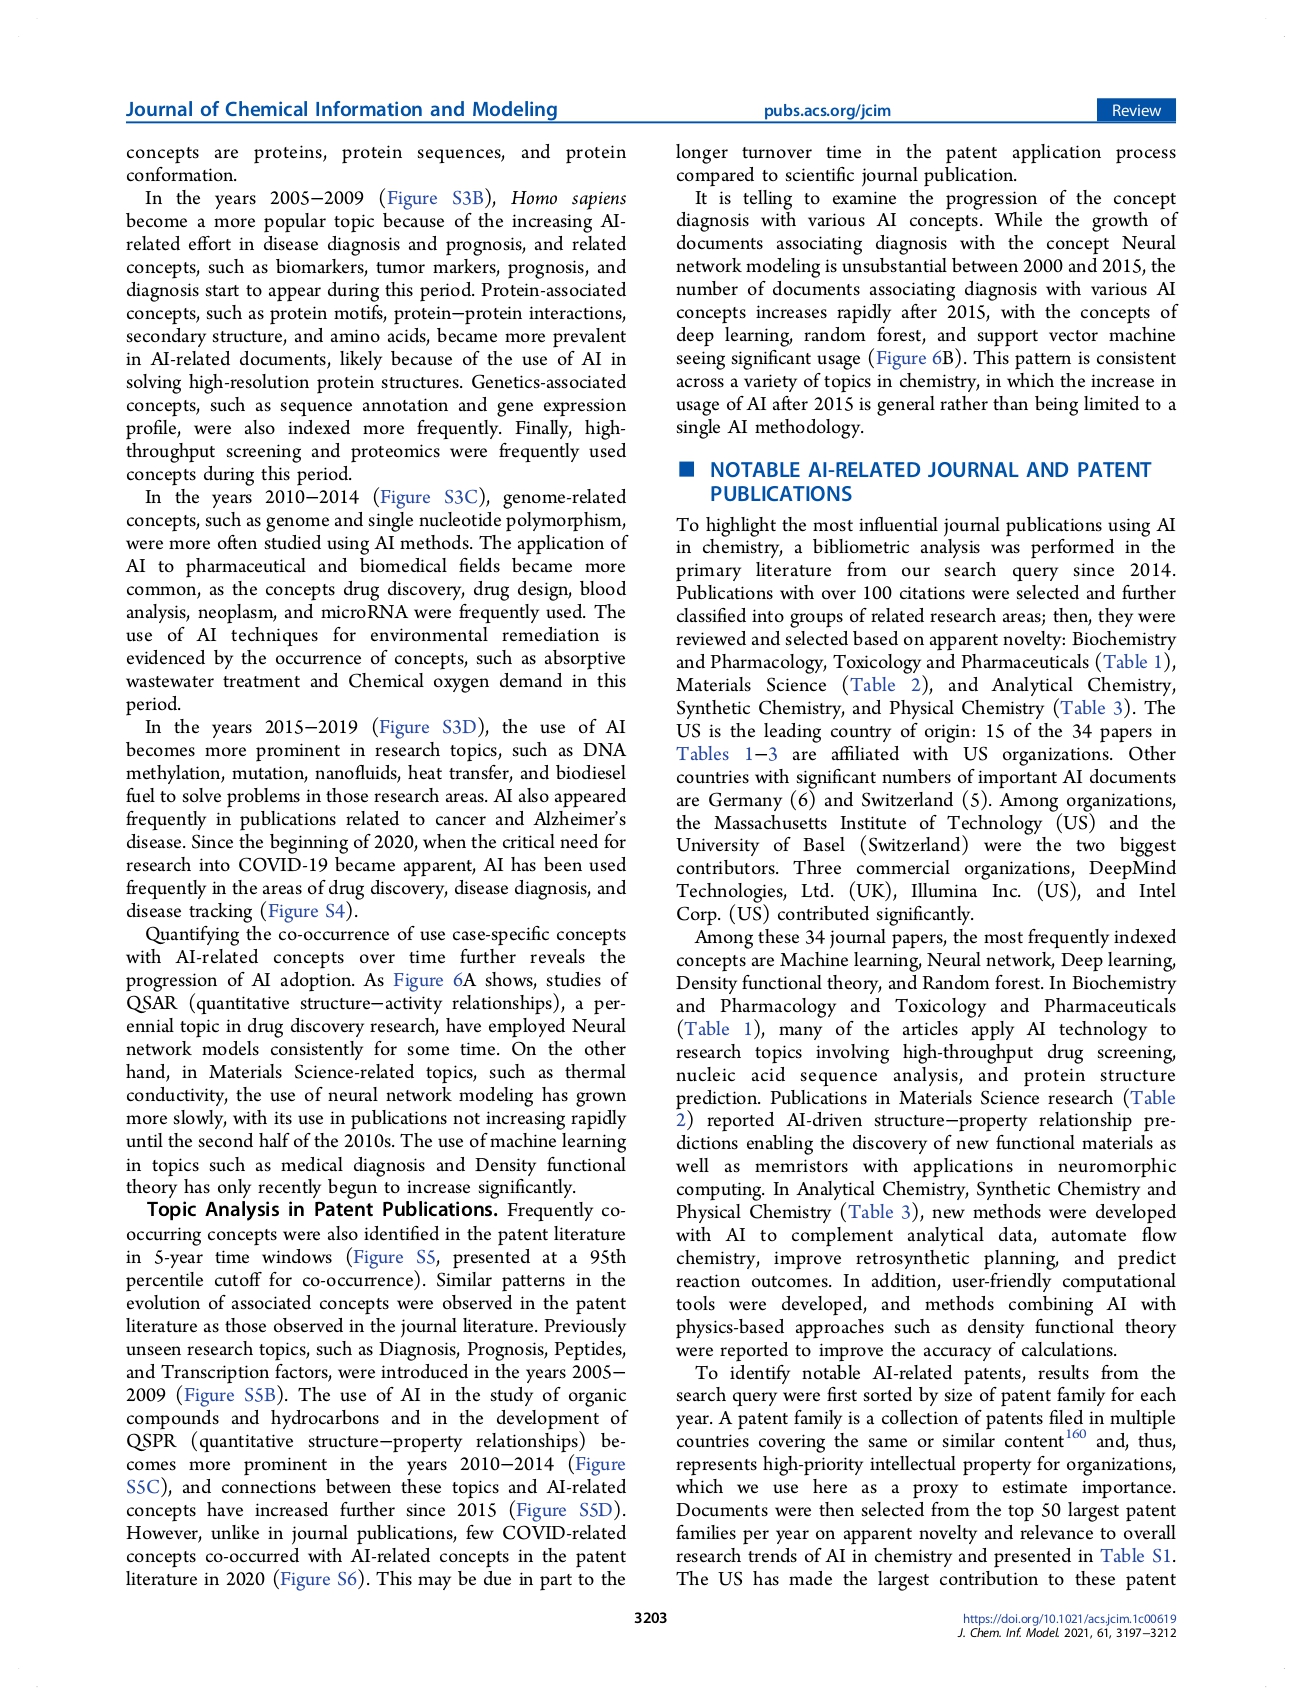 Journal of Chemical Information and Modeling
pubs.acs.org/jcim
Review
concepts are proteins, protein sequences, and protein
conformation.
In the years 2005−2009 (Figure S3B), Homo sapiens
become a more popular topic because of the increasing AI-
related effort in disease diagnosis and prognosis, and related
concepts, such as biomarkers, tumor markers, prognosis, and
diagnosis start to appear during this period. Protein-associated
concepts, such as protein motifs, protein−protein interactions,
secondary structure, and amino acids, became more prevalent
in AI-related documents, likely because of the use of AI in
solving high-resolution protein structures. Genetics-associated
concepts, such as sequence annotation and gene expression
profile, were also indexed more frequently. Finally, high-
throughput screening and proteomics were frequently used
concepts during this period.
In the years 2010−2014 (Figure S3C), genome-related
concepts, such as genome and single nucleotide polymorphism,
were more often studied using AI methods. The application of
AI to pharmaceutical and biomedical fields became more
common, as the concepts drug discovery, drug design, blood
analysis, neoplasm, and microRNA were frequently used. The
use of AI techniques for environmental remediation is
evidenced by the occurrence of concepts, such as absorptive
wastewater treatment and Chemical oxygen demand in this
period.
In the years 2015−2019 (Figure S3D), the use of AI
becomes more prominent in research topics, such as DNA
methylation, mutation, nanofluids, heat transfer, and biodiesel
fuel to solve problems in those research areas. AI also appeared
frequently in publications related to cancer and Alzheimer’s
disease. Since the beginning of 2020, when the critical need for
research into COVID-19 became apparent, AI has been used
frequently in the areas of drug discovery, disease diagnosis, and
disease tracking (Figure S4).
Quantifying the co-occurrence of use case-specific concepts
with AI-related concepts over time further reveals the
progression of AI adoption. As Figure 6A shows, studies of
QSAR (quantitative structure−activity relationships), a per-
ennial topic in drug discovery research, have employed Neural
network models consistently for some time. On the other
hand, in Materials Science-related topics, such as thermal
conductivity, the use of neural network modeling has grown
more slowly, with its use in publications not increasing rapidly
until the second half of the 2010s. The use of machine learning
in topics such as medical diagnosis and Density functional
theory has only recently begun to increase significantly.
Topic Analysis in Patent Publications. Frequently co-
occurring concepts were also identified in the patent literature
in 5-year time windows (Figure S5, presented at a 95th
percentile cutoff for co-occurrence). Similar patterns in the
evolution of associated concepts were observed in the patent
literature as those observed in the journal literature. Previously
unseen research topics, such as Diagnosis, Prognosis, Peptides,
and Transcription factors, were introduced in the years 2005−
2009 (Figure S5B). The use of AI in the study of organic
compounds and hydrocarbons and in the development of
QSPR (quantitative structure−property relationships) be-
comes more prominent in the years 2010−2014 (Figure
S5C), and connections between these topics and AI-related
concepts have increased further since 2015 (Figure S5D).
However, unlike in journal publications, few COVID-related
concepts co-occurred with AI-related concepts in the patent
literature in 2020 (Figure S6). This may be due in part to the
longer turnover time in the patent application process
compared to scientific journal publication.
It is telling to examine the progression of the concept
diagnosis with various AI concepts. While the growth of
documents associating diagnosis with the concept Neural
network modeling is unsubstantial between 2000 and 2015, the
number of documents associating diagnosis with various AI
concepts increases rapidly after 2015, with the concepts of
deep learning, random forest, and support vector machine
seeing significant usage (Figure 6B). This pattern is consistent
across a variety of topics in chemistry, in which the increase in
usage of AI after 2015 is general rather than being limited to a
single AI methodology.
■ NOTABLE AI-RELATED JOURNAL AND PATENT
PUBLICATIONS
To highlight the most influential journal publications using AI
in chemistry, a bibliometric analysis was performed in the
primary literature from our search query since 2014.
Publications with over 100 citations were selected and further
classified into groups of related research areas; then, they were
reviewed and selected based on apparent novelty: Biochemistry
and Pharmacology, Toxicology and Pharmaceuticals (Table 1),
Materials Science (Table 2), and Analytical Chemistry,
Synthetic Chemistry, and Physical Chemistry (Table 3). The
US is the leading country of origin: 15 of the 34 papers in
Tables 1−3 are affiliated with US organizations. Other
countries with significant numbers of important AI documents
are Germany (6) and Switzerland (5). Among organizations,
the Massachusetts Institute of Technology (US) and the
University of Basel (Switzerland) were the two biggest
contributors. Three commercial organizations, DeepMind
Technologies, Ltd. (UK), Illumina Inc. (US), and Intel
Corp. (US) contributed significantly.
Among these 34 journal papers, the most frequently indexed
concepts are Machine learning, Neural network, Deep learning,
Density functional theory, and Random forest. In Biochemistry
and Pharmacology and Toxicology and Pharmaceuticals
(Table 1), many of the articles apply AI technology to
research topics involving high-throughput drug screening,
nucleic acid sequence analysis, and protein structure
prediction. Publications in Materials Science research (Table
2) reported AI-driven structure−property relationship pre-
dictions enabling the discovery of new functional materials as
well as memristors with applications in neuromorphic
computing. In Analytical Chemistry, Synthetic Chemistry and
Physical Chemistry (Table 3), new methods were developed
with AI to complement analytical data, automate flow
chemistry, improve retrosynthetic planning, and predict
reaction outcomes. In addition, user-friendly computational
tools were developed, and methods combining AI with
physics-based approaches such as density functional theory
were reported to improve the accuracy of calculations.
To identify notable AI-related patents, results from the
search query were first sorted by size of patent family for each
year. A patent family is a collection of patents filed in multiple
countries covering the same or similar content160 and, thus,
represents high-priority intellectual property for organizations,
which we use here as a proxy to estimate importance.
Documents were then selected from the top 50 largest patent
families per year on apparent novelty and relevance to overall
research trends of AI in chemistry and presented in Table S1.
The US has made the largest contribution to these patent
3203
https://doi.org/10.1021/acs.jcim.1c00619
J. Chem. Inf. Model. 2021, 61, 3197−3212